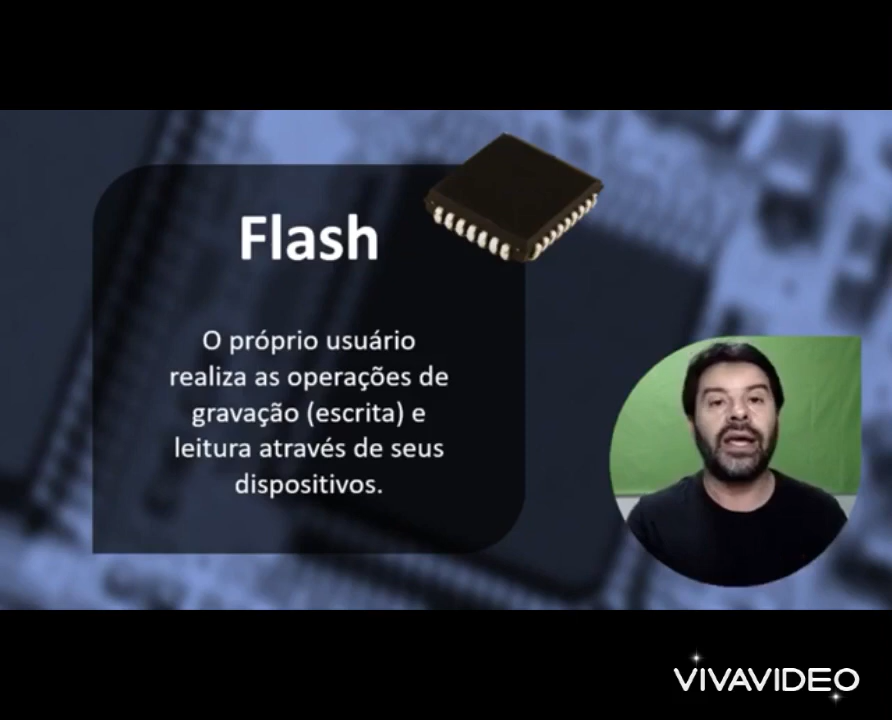 Flash
O próprio usuário
realiza as operações de
gravação (escrita) e
leitura através de seus
dispositivos.
VIVAVIDEO